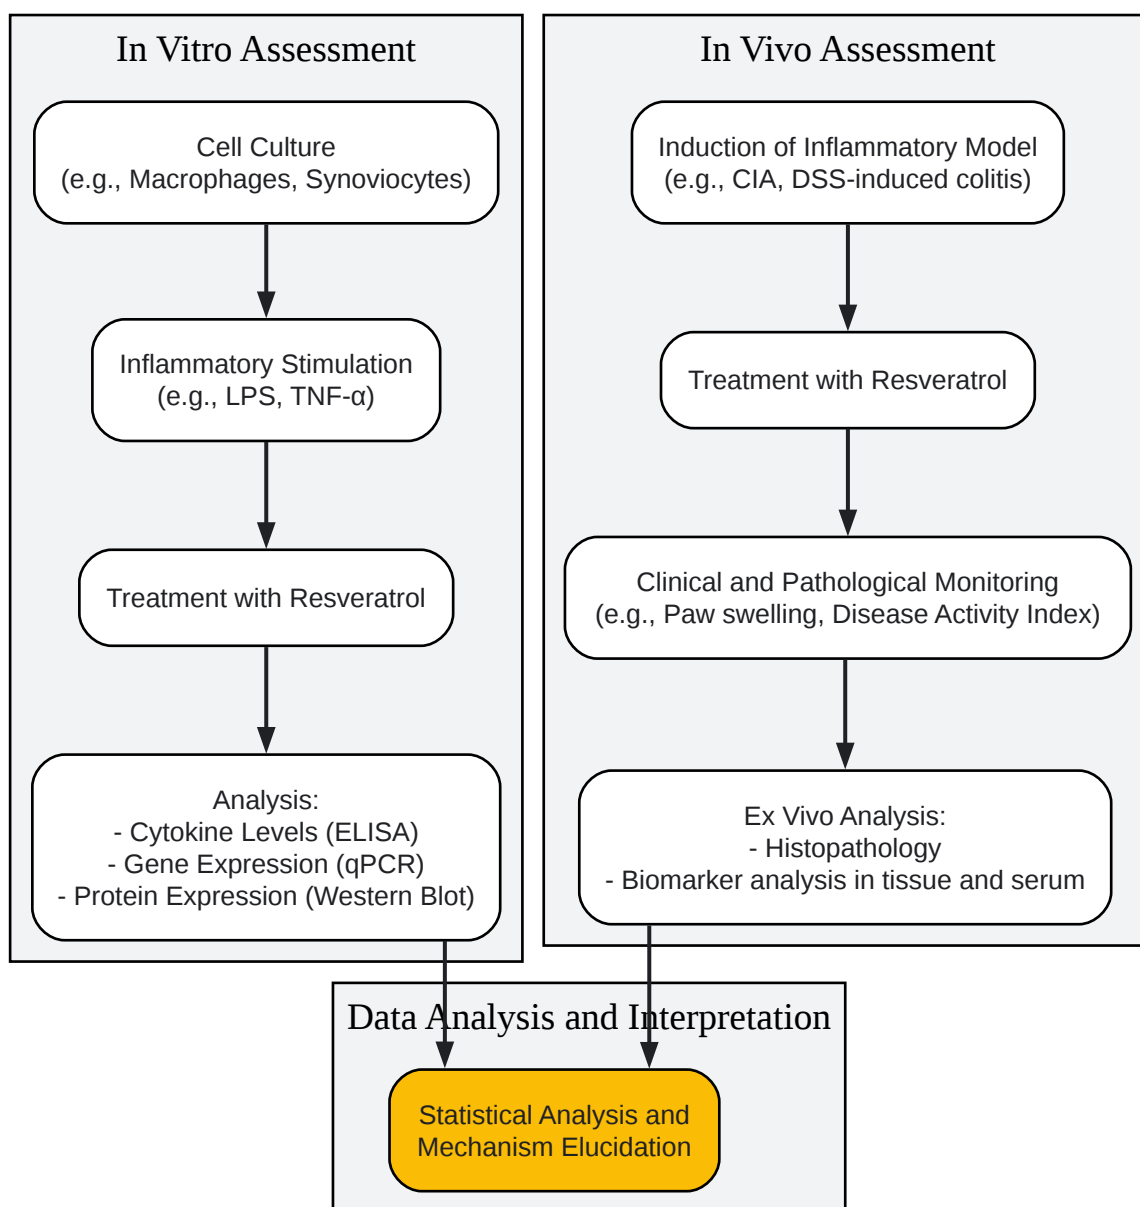 In Vitro Assessment
Cell Culture
(e.g., Macrophages, Synoviocytes)
Inflammatory Stimulation
(e.g., LPS, TNF-α)
Treatment with Resveratrol
Analysis:
- Cytokine Levels (ELISA)
- Gene Expression (qPCR)
- Protein Expression (Western Blot)
In Vivo Assessment
Induction of Inflammatory Model
(e.g., CIA, DSS-induced colitis)
Treatment with Resveratrol
Clinical and Pathological Monitoring
(e.g., Paw swelling, Disease Activity Index)
Ex Vivo Analysis:
- Histopathology
- Biomarker analysis in tissue and serum
Data Analysis and Interpretation
Statistical Analysis and
Mechanism Elucidation